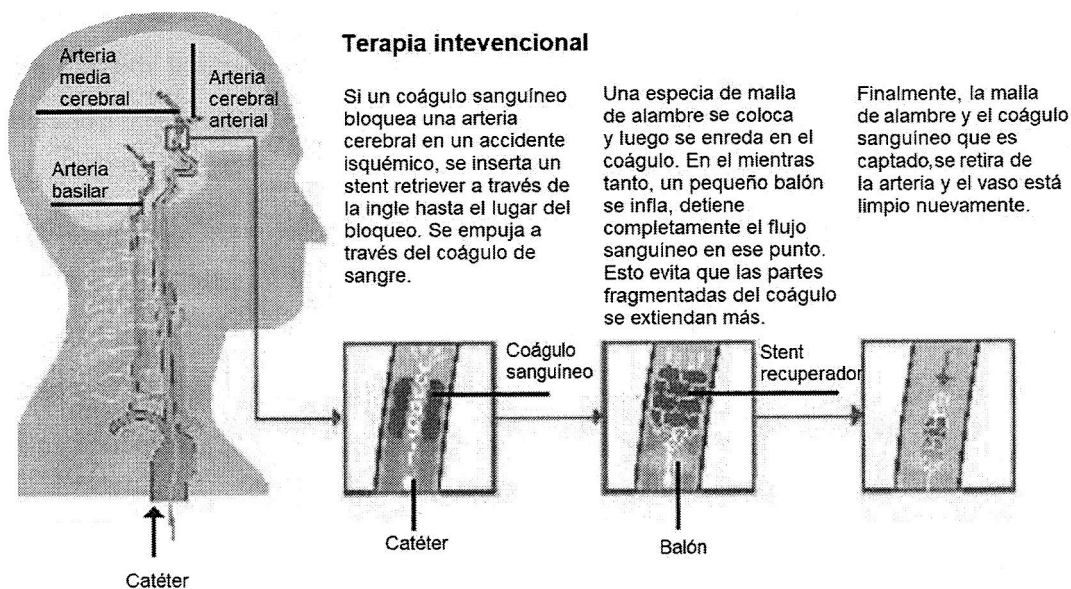 Terapia intevencional
Arteria
media
cerebral
Arteria
cerebral
arterial
Arteria
basilar
Si un coágulo sanguíneo
bloquea una arteria
cerebral en un accidente
isquémico, se inserta un
stent retriever a través de
la ingle hasta el lugar del
bloqueo. Se empuja a
través del coágulo de
sangre.
Una especia de malla
de alambre se coloca
y luego se enreda en el
coágulo. En el mientras
tanto, un pequeño balón
se infla, detiene
completamente el flujo
sanguíneo en ese punto.
Esto evita que las partes
fragmentadas del coágulo
se extiendan más.
Finalmente, la malla
de alambre y el coágulo
sanguíneo que es
captado,se retira de
la arteria y el vaso está
limpio nuevamente.
Coágulo
sanguíneo
Stent
recuperador
Catéter
Balón
Catéter